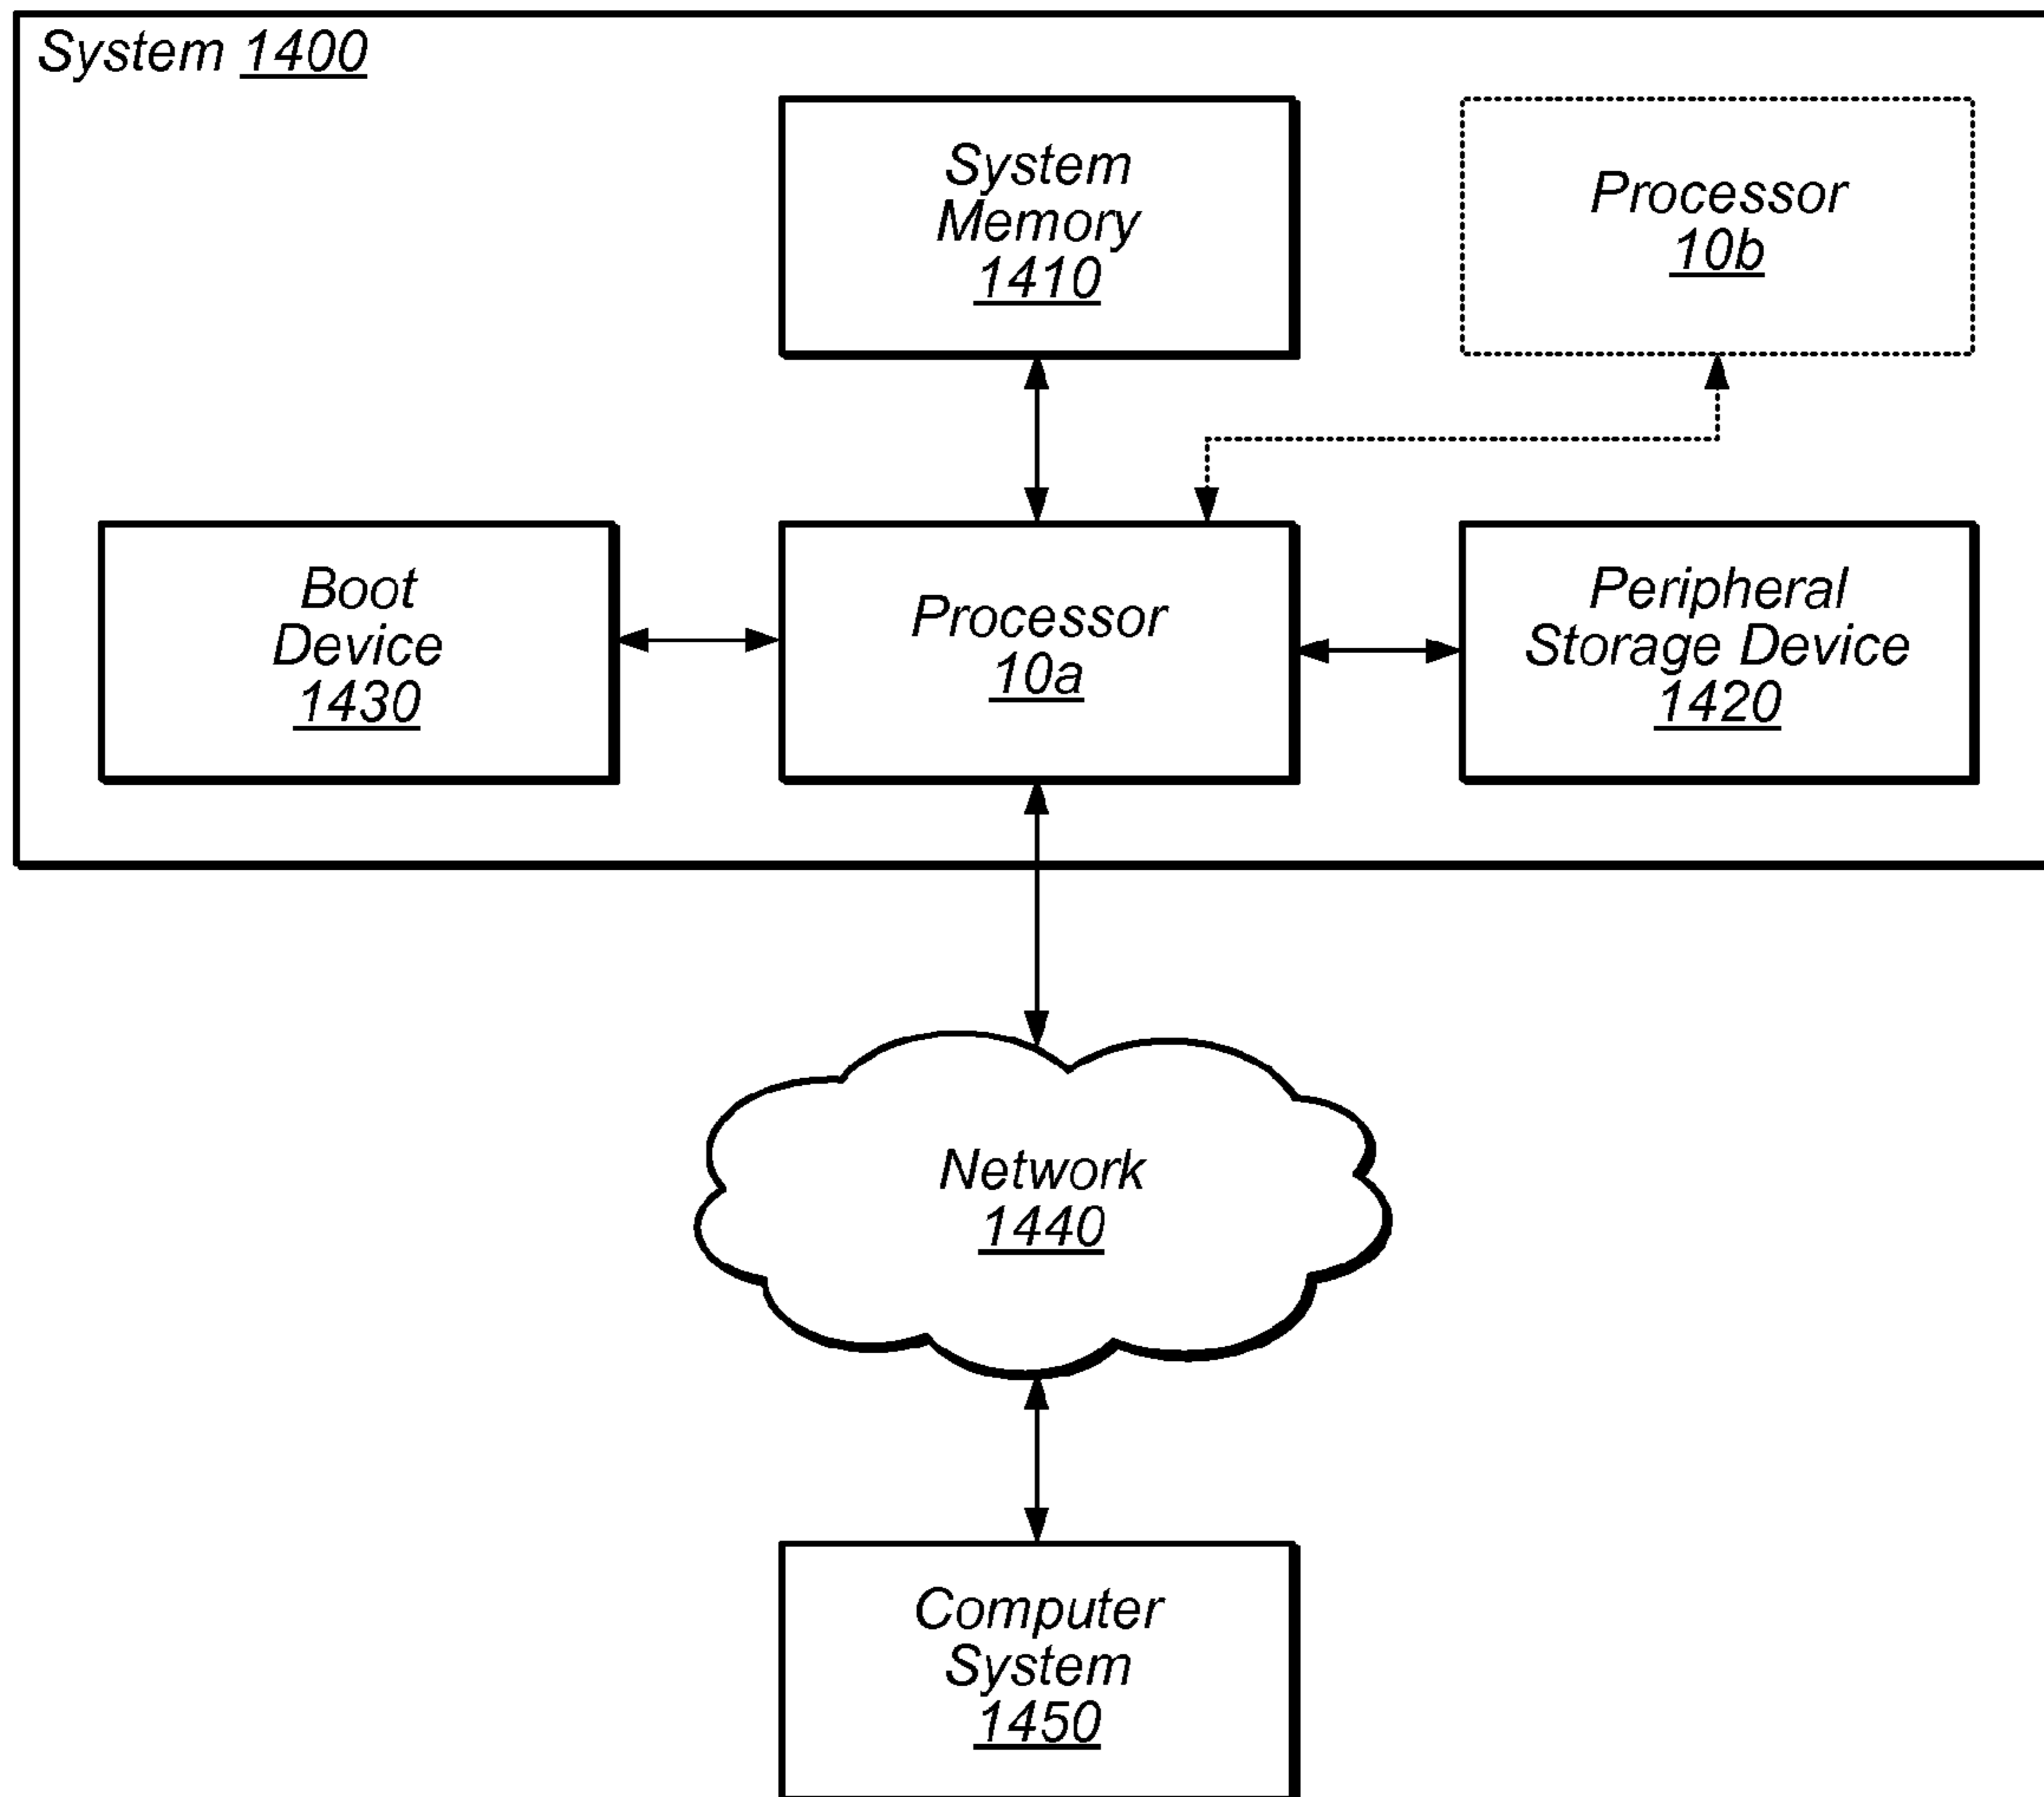 System 1400
System
Memory
1410
Processor
10b
Boot
Device
1430
Processor
10a
Peripheral
Storage Device
1420
Network
1440
Computer
System
1450